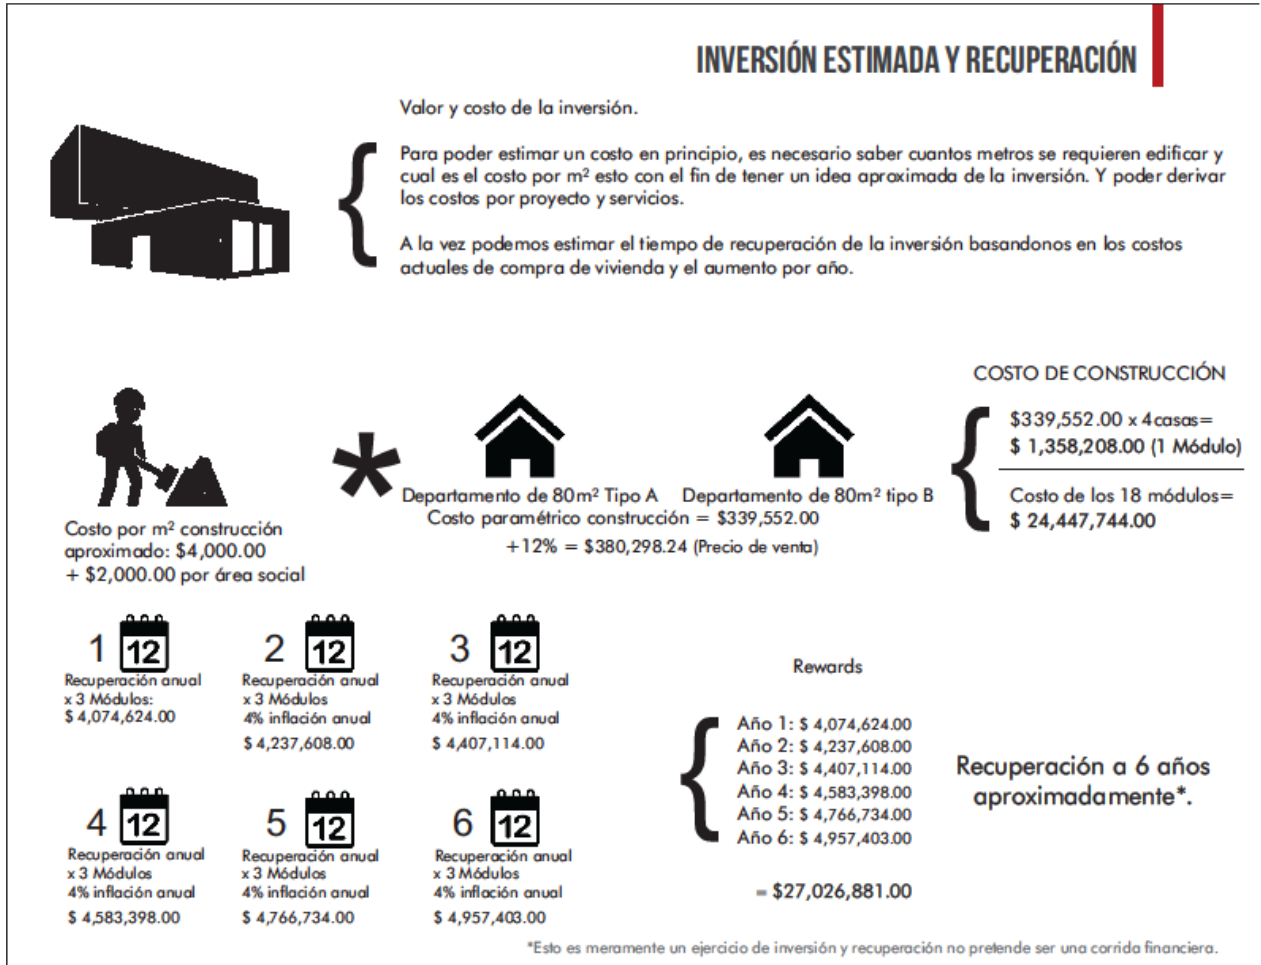 INVERSIÓN ESTIMADA Y RECUPERACIÓN
Valor y costo de la inversión.
Para poder estimar un costo en principio, es necesario saber cuantos metros se requieren edificar y
cual es el costo por m² esto con el fin de tener un idea aproximada de la inversión. Y poder derivar
los costos por proyecto y servicios.
A la vez podemos estimar el tiempo de recuperación de la inversión basandonos en los costos
actuales de compra de vivienda y el aumento por año.
Costo por m² construcción
aproximado: $4,000.00
+ $2,000.00 por área social
*
Departamento de 80m² Tipo A
Departamento de 80m² tipo B
Costo paramétrico construcción = $339,552.00
+12% = $380,298.24 (Precio de venta)
COSTO DE CONSTRUCCIÓN
$339,552.00 x 4casas=
$ 1,358,208.00 (1 Módulo)
Costo de los 18 módulos=
$ 24,447,744.00
1 12
Recuperación anual
x 3 Módulos:
$ 4,074,624.00
2 12
Recuperación anual
x 3 Módulos
4% inflación anual
$ 4,237,608.00
3 12
Recuperación anual
x 3 Módulos
4% inflación anual
$ 4,407,114.00
4 12
Recuperación anual
x 3 Módulos
4% inflación anual
$ 4,583,398.00
5 12
Recuperación anual
x 3 Módulos
4% inflación anual
$ 4,766,734.00
6 12
Recuperación anual
x 3 Módulos
4% inflación anual
$ 4,957,403.00
Rewards
Año 1: $ 4,074,624.00
Año 2: $ 4,237,608.00
Año 3: $ 4,407,114.00
Año 4: $ 4,583,398.00
Año 5: $ 4,766,734.00
Año 6: $ 4,957,403.00
= $27,026,881.00
Recuperación a 6 años
aproximadamente*.
*Esto es meramente un ejercicio de inversión y recuperación no pretende ser una corrida financiera.